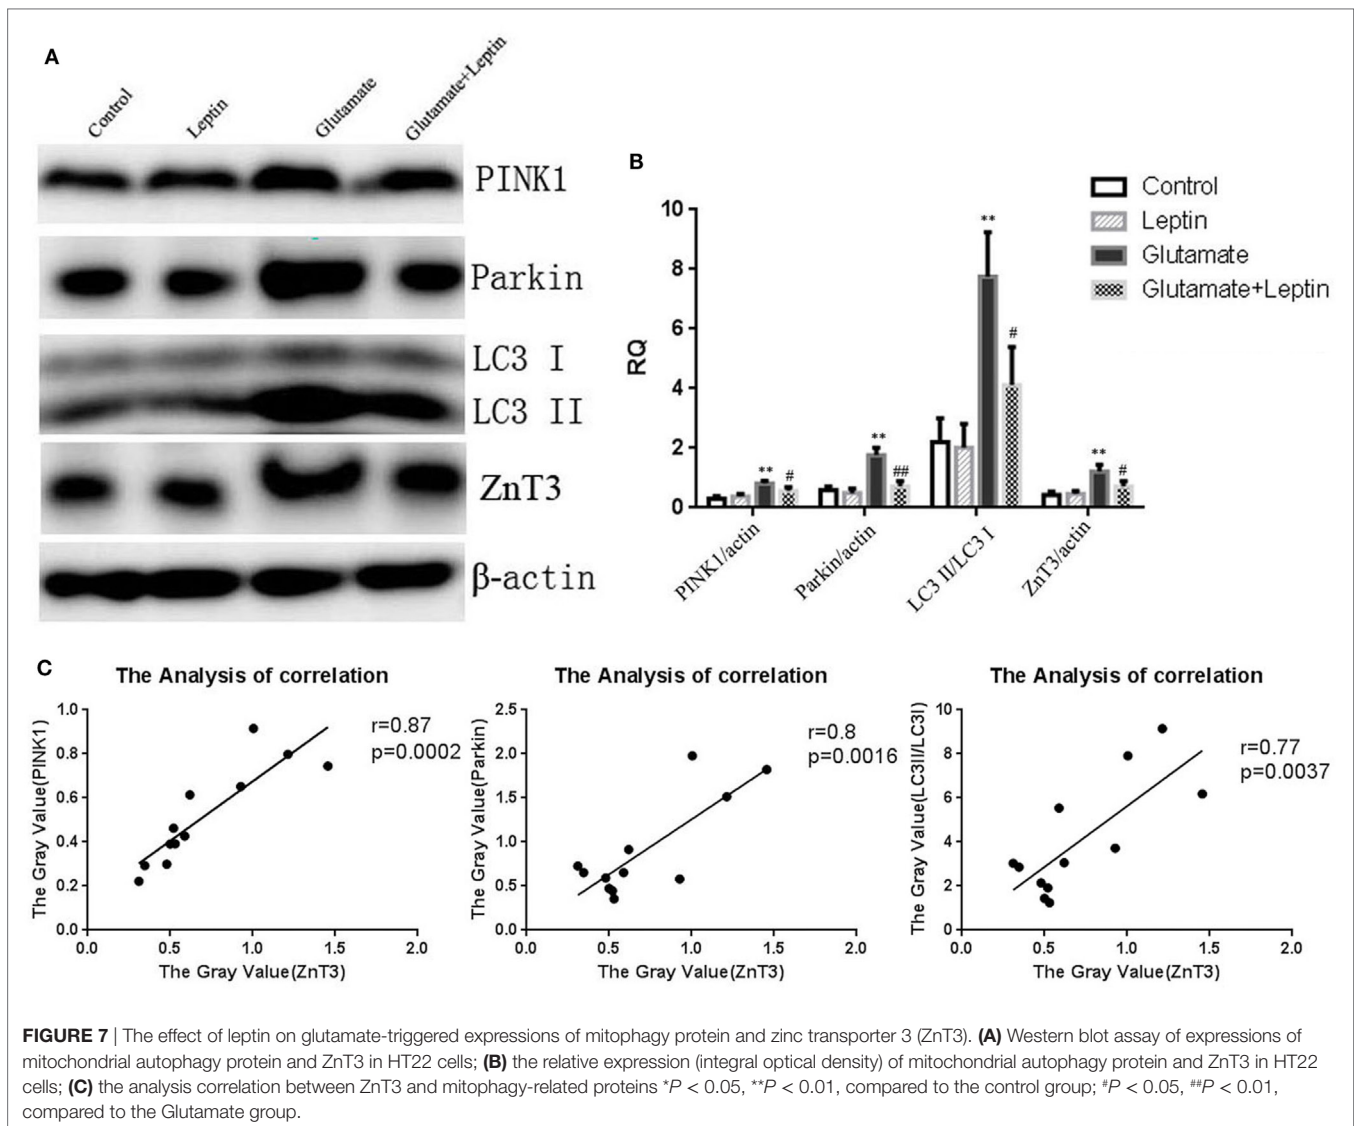 A
Control
Leptin
Glutamate
Glutamate+Leptin
PINK1
Parkin
LC3 I
LC3 II
ZnT3
β-actin
B
Control
Leptin
Glutamate
Glutamate+Leptin
RQ
10
8
6
4
2
0
** #
** ##
** #
** #
PINK1/actin
Parkin/actin
LC3 II/LC3 I
ZnT3/actin
C
The Analysis of correlation
r=0.87
p=0.0002
The Gray Value(PINK1)
1.0
0.8
0.6
0.4
0.2
0.0
0.0 0.5 1.0 1.5 2.0
The Gray Value(ZnT3)
The Analysis of correlation
r=0.8
p=0.0016
The Gray Value(Parkin)
2.5
2.0
1.5
1.0
0.5
0.0
0.0 0.5 1.0 1.5 2.0
The Gray Value(ZnT3)
The Analysis of correlation
r=0.77
p=0.0037
The Gray Value(LC3II/LC3I)
10
8
6
4
2
0
0.0 0.5 1.0 1.5 2.0
The Gray Value(ZnT3)
FIGURE 7 | The effect of leptin on glutamate-triggered expressions of mitophagy protein and zinc transporter 3 (ZnT3). (A) Western blot assay of expressions of
mitochondrial autophagy protein and ZnT3 in HT22 cells; (B) the relative expression (integral optical density) of mitochondrial autophagy protein and ZnT3 in HT22
cells; (C) the analysis correlation between ZnT3 and mitophagy-related proteins *P < 0.05, **P < 0.01, compared to the control group; #P < 0.05, ##P < 0.01,
compared to the Glutamate group.